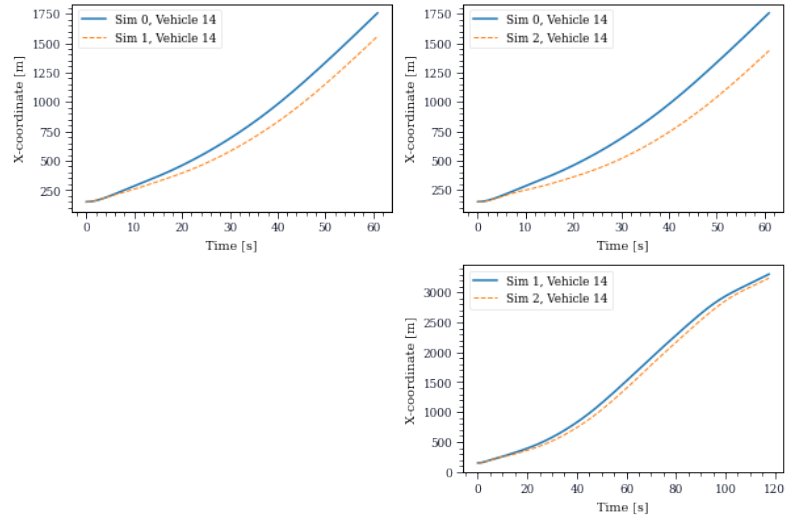 Sim 0, Vehicle 14
Sim 1, Vehicle 14
1750
1500
1250
1000
750
500
250
X-coordinate [m]
0 10 20 30 40 50 60
Time [s]
Sim 0, Vehicle 14
Sim 2, Vehicle 14
1750
1500
1250
1000
750
500
250
X-coordinate [m]
0 10 20 30 40 50 60
Time [s]
Sim 1, Vehicle 14
Sim 2, Vehicle 14
3000
2500
2000
1500
1000
500
0
X-coordinate [m]
0 20 40 60 80 100 120
Time [s]